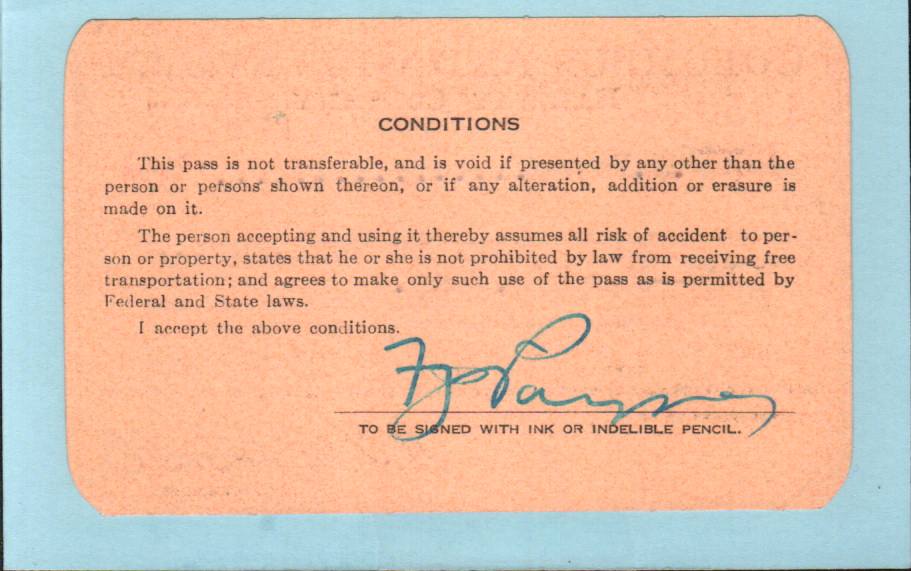 CONDITIONS
This pass is not transferable, and is void if presented by any other than the
person or persons shown thereon, or if any alteration, addition or erasure is
made on it.
The person accepting and using it thereby assumes all risk of accident to per-
son or property, states that he or she is not prohibited by law from receiving free
transportation; and agrees to make only such use of the pass as is permitted by
Federal and State laws.
I accept the above conditions.
TO BE SIGNED WITH INK OR INDELIBLE PENCIL.